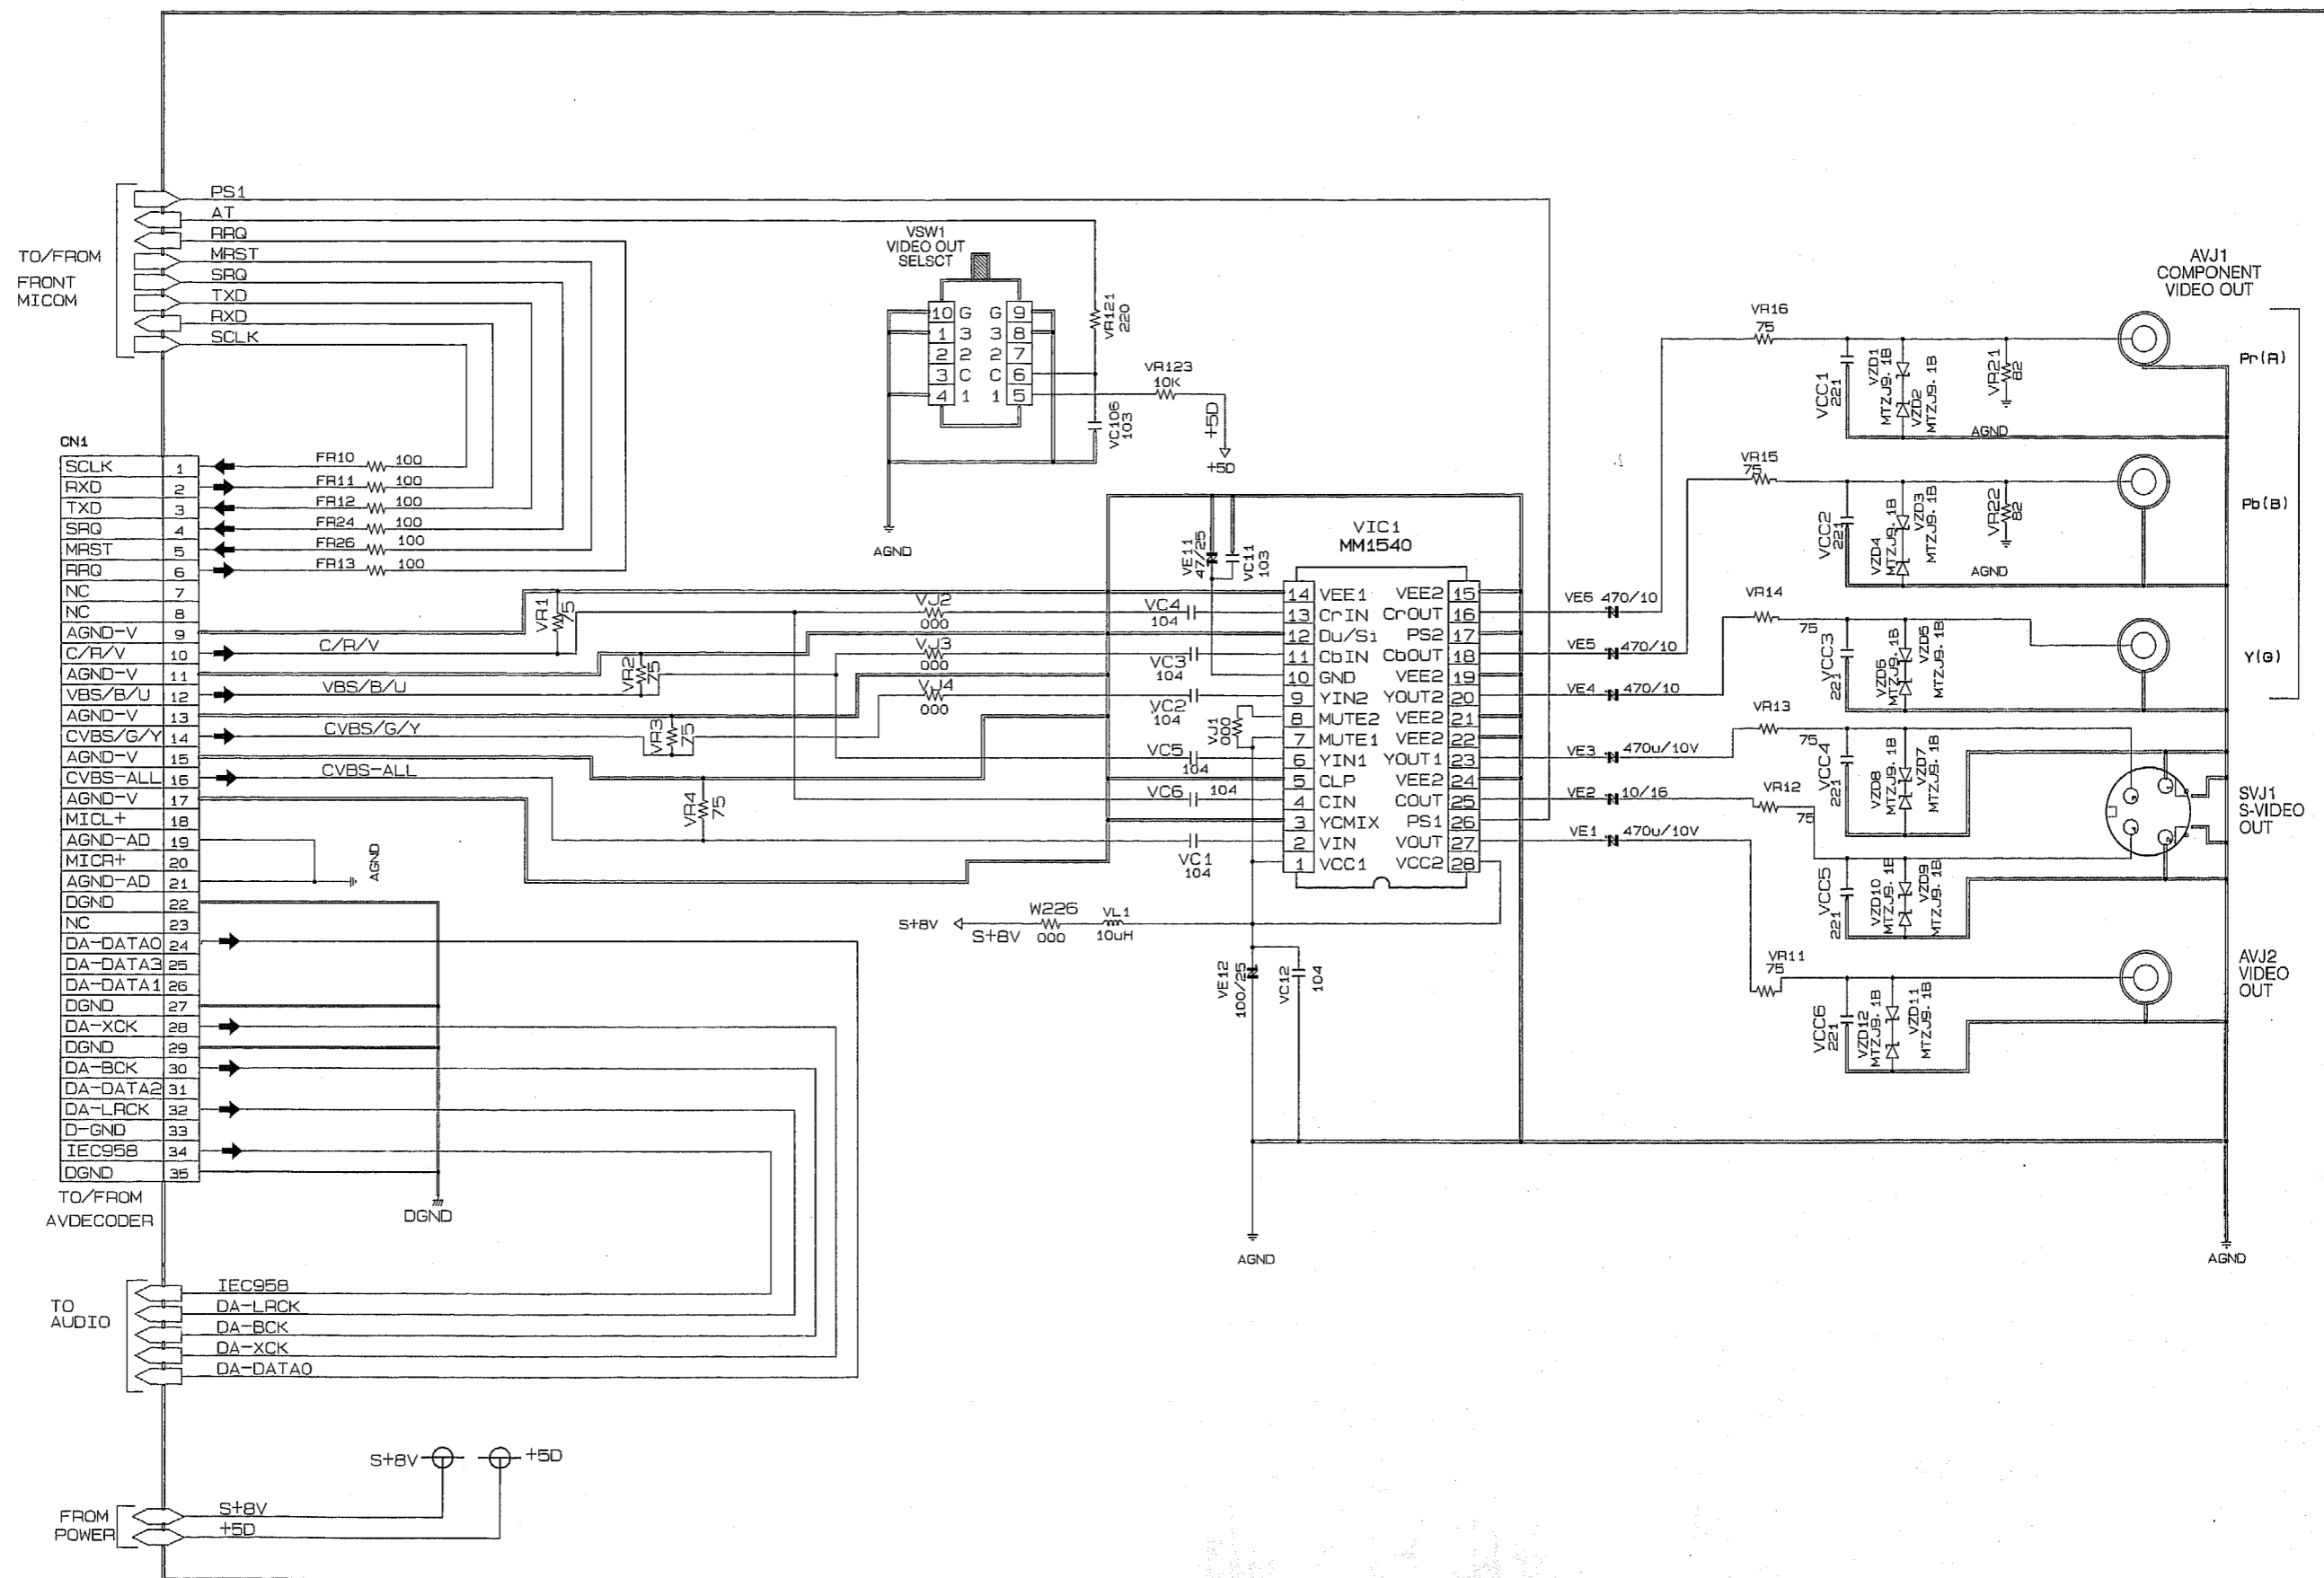 PS1
AT
RRQ
MRST
SRQ
TXD
RXD
SCLK
TO/FROM
FRONT
MICOM
VSW1
VIDEO OUT
SELSCT
10 G G 9
1 3 3 8
2 2 2 7
3 C C 6
4 1 1 5
VR121
220
VR123
10K
+5D
+5D
VC106
103
AGND
CN1
SCLK 1
RXD 2
TXD 3
SRQ 4
MRST 5
RRQ 6
NC 7
NC 8
AGND-V 9
C/R/V 10
AGND-V 11
VBS/B/U 12
AGND-V 13
CVBS/G/Y 14
AGND-V 15
CVBS-ALL 16
AGND-V 17
MICL+ 18
AGND-AD 19
MICR+ 20
AGND-AD 21
DGND 22
NC 23
DA-DATA0 24
DA-DATA3 25
DA-DATA1 26
DGND 27
DA-XCK 28
DGND 29
DA-BCK 30
DA-DATA2 31
DA-LRCK 32
D-GND 33
IEC958 34
DGND 35
TO/FROM
AVDECODER
FR10 100
FR11 100
FR12 100
FR24 100
FR26 100
FR13 100
C/R/V
VBS/B/U
CVBS/G/Y
CVBS-ALL
VR1
75
VR2
75
VR3
75
VR4
75
AGND
DGND
VJ2
000
VJ3
000
VJ4
000
VC4
104
VC3
104
VC2
104
VJ1
000
VC5
104
VC6 104
VC1
104
VE11
47/25
VC11
103
VIC1
MM1540
14 VEE1 VEE2 15
13 CrIN CrOUT 16
12 Du/Si PS2 17
11 CbIN CbOUT 18
10 GND VEE2 19
9 YIN2 YOUT2 20
8 MUTE2 VEE2 21
7 MUTE1 VEE2 22
6 YIN1 YOUT1 23
5 CLP VEE2 24
4 CIN COUT 25
3 YCMIX PS1 26
2 VIN VOUT 27
1 VCC1 VCC2 28
S+8V
S+8V
W226
000
VL1
10uH
VE12
100/25
VC12
104
AGND
VE6 470/10
VE5 470/10
VE4 470/10
VE3 470u/10V
VE2 10/16
VE1 470u/10V
VR16
75
VR15
75
VR14
75
VR13
75
VR12
75
VR11
75
VCC1
221
VZD1
MTZJ9.1B
VZD2
MTZJ9.1B
VR21
82
AGND
VCC2
221
VZD4
MTZJ9.1B
VZD3
MTZJ9.1B
VR22
82
AGND
VCC3
221
MTZJ9.1B
VZD5
MTZJ9.1B
VCC4
221
VZD8
MTZJ9.1B
VZD7
MTZJ9.1B
VCC5
221
VZD10
MTZJ9.1B
VZD9
MTZJ9.1B
VCC6
221
VZD12
MTZJ9.1B
VZD11
MTZJ9.1B
AVJ1
COMPONENT
VIDEO OUT
Pr(R)
Pb(B)
Y(G)
SVJ1
S-VIDEO
OUT
AVJ2
VIDEO
OUT
AGND
TO
AUDIO
IEC958
DA-LRCK
DA-BCK
DA-XCK
DA-DATA0
S+8V
+5D
FROM
POWER
S+8V
+5D